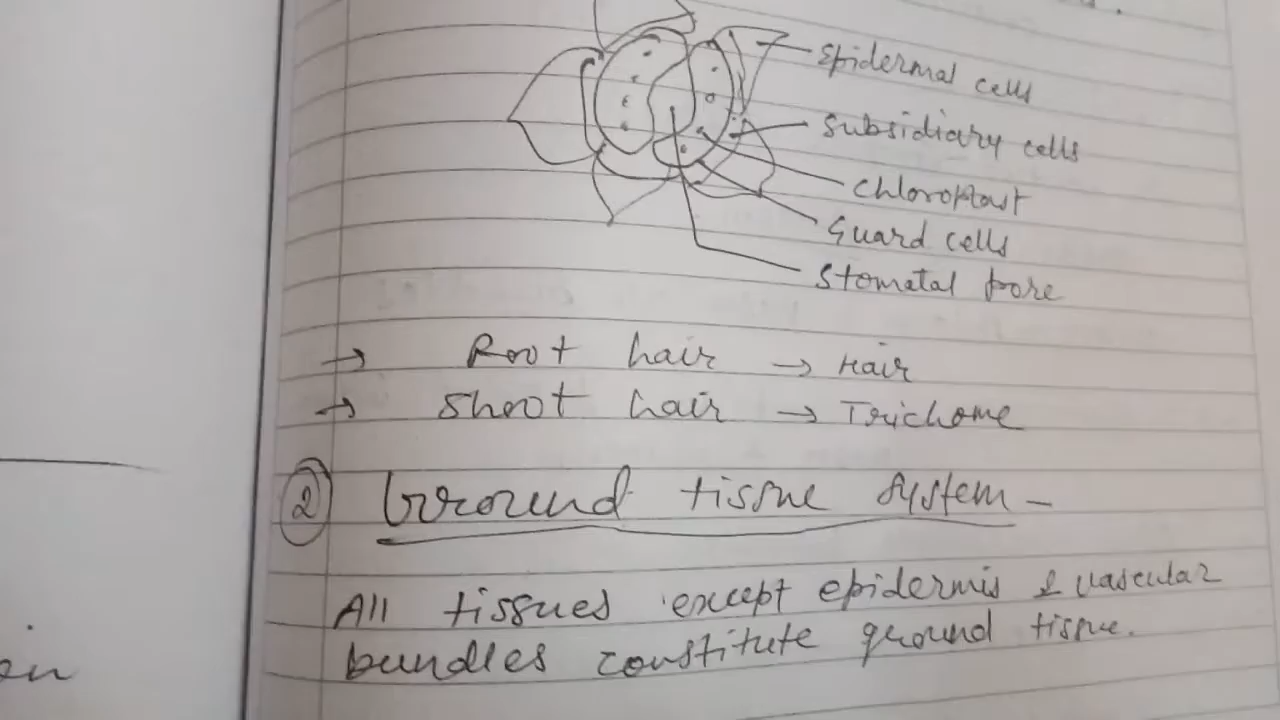 Epidermal cells
Subsidiary cells
Chloroplast
Guard cells
Stomatal pore
→ Root hair → Hair
→ Shoot hair → Trichome
② Ground tissue system -
All tissues except epidermis & vascular
bundles constitute ground tissue.